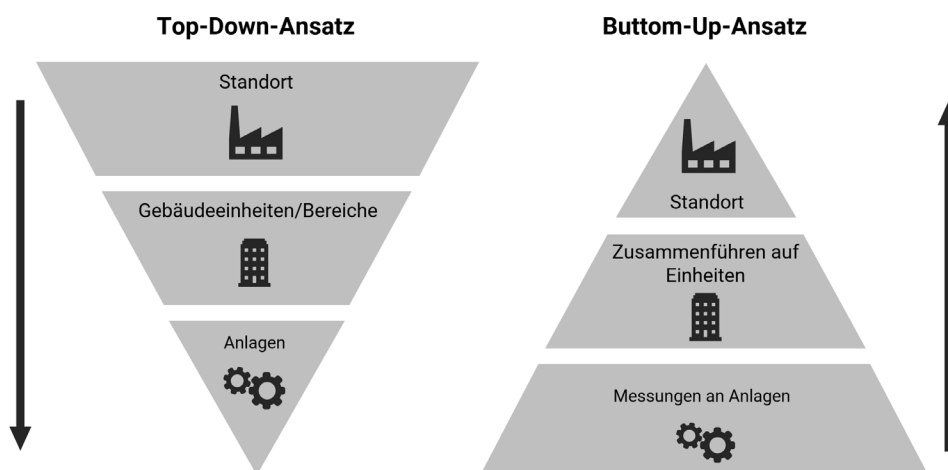 Top-Down-Ansatz
Standort
Gebäudeeinheiten/Bereiche
Anlagen
Buttom-Up-Ansatz
Standort
Zusammenführen auf
Einheiten
Messungen an Anlagen